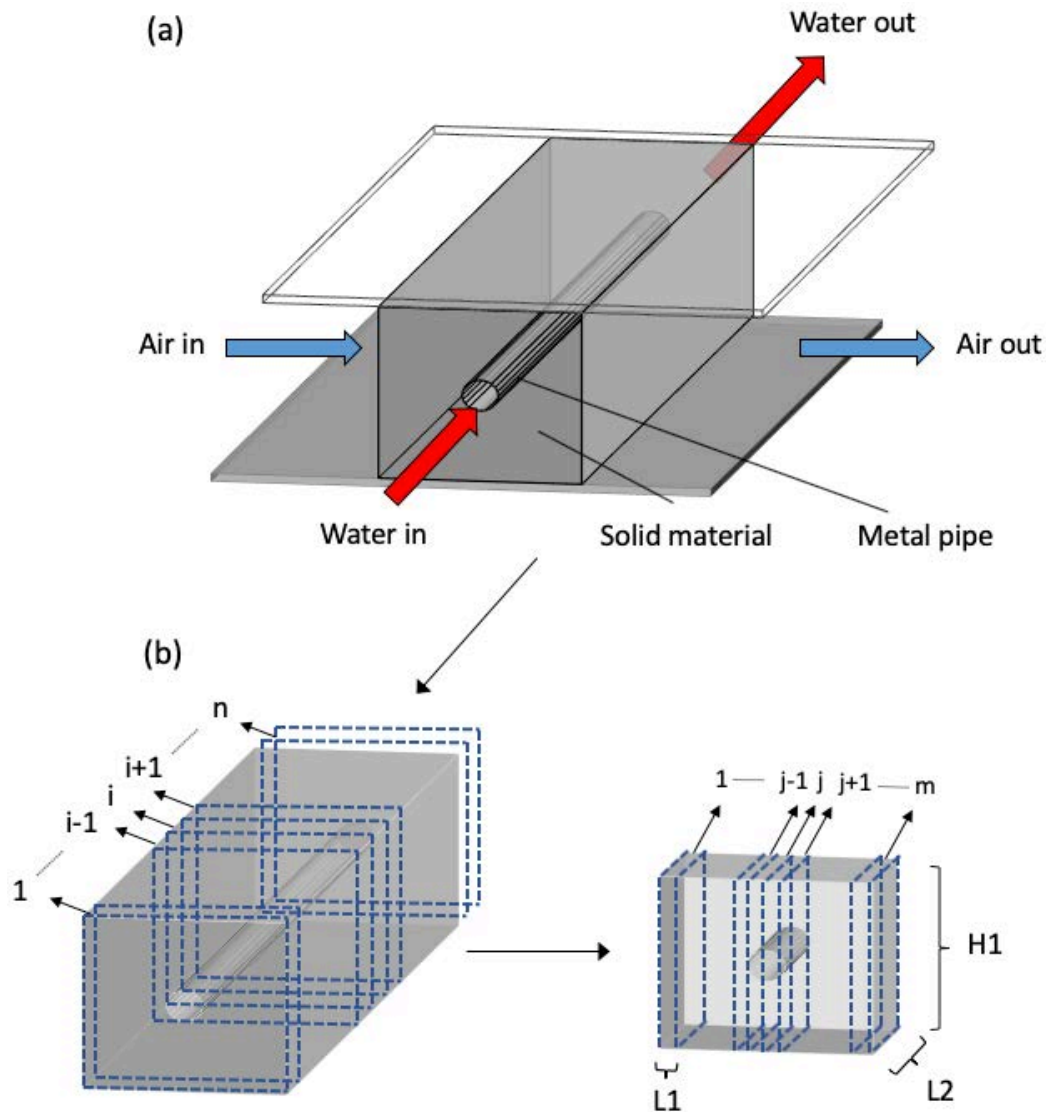 (a)
Water out
Air in
Air out
Water in
Solid material
Metal pipe
(b)
n
i+1
i
i-1
1
1
j-1
j
j+1
m
H1
L1
L2